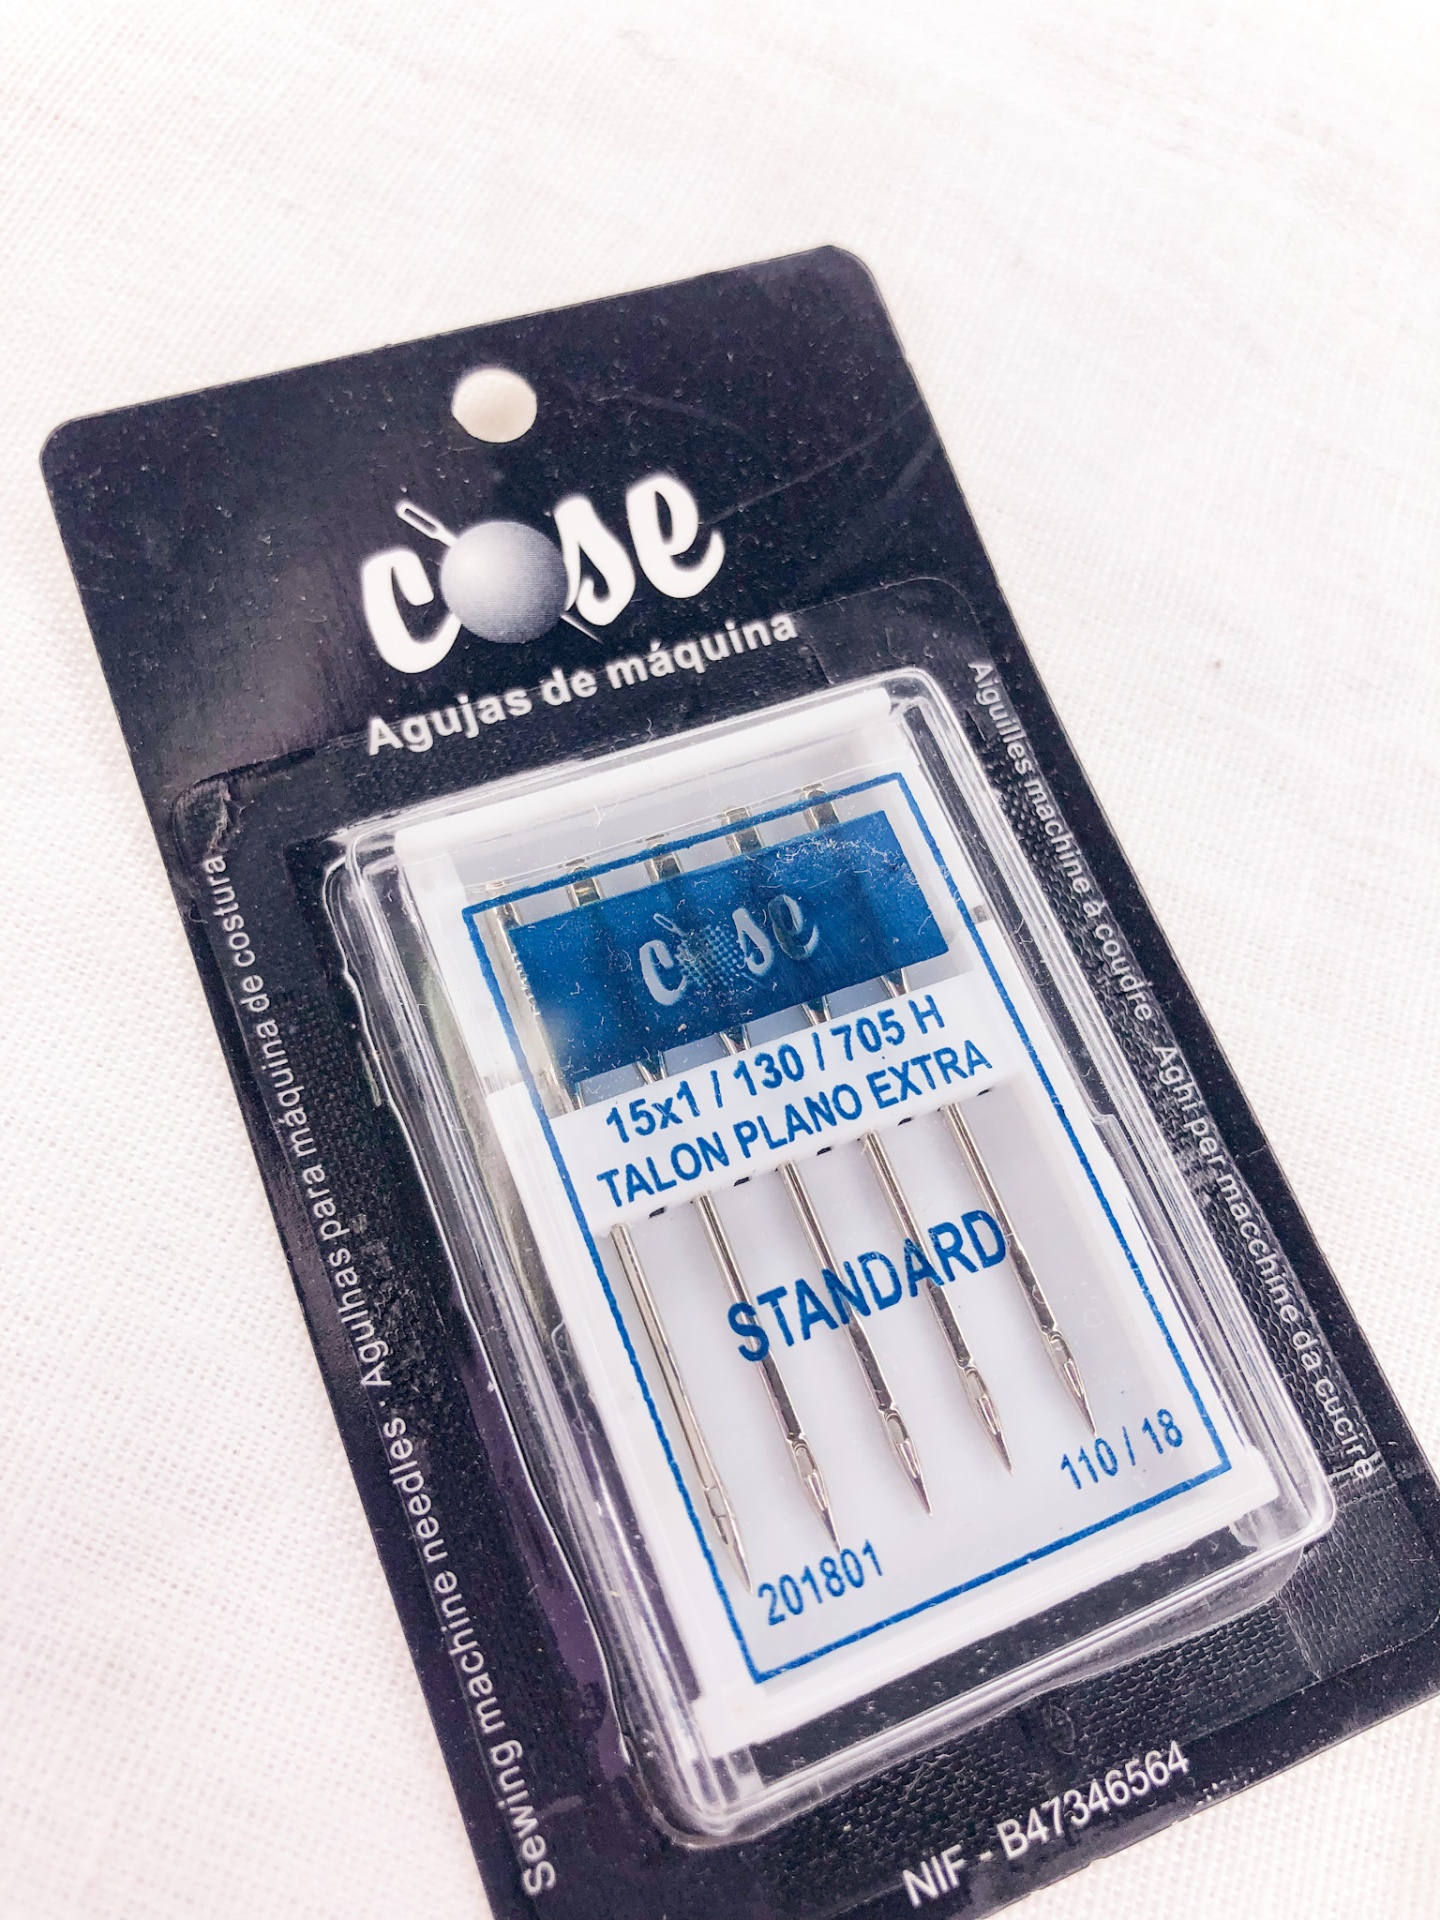 cose
Agujas de máquina
Sewing machine needles · Agulhas para máquina de costura
Aiguilles machine à coudre · Aghi per macchine da cucire
cose
15x1 / 130 / 705 H
TALON PLANO EXTRA
STANDARD
110 / 18
201801
NIF - B47346564